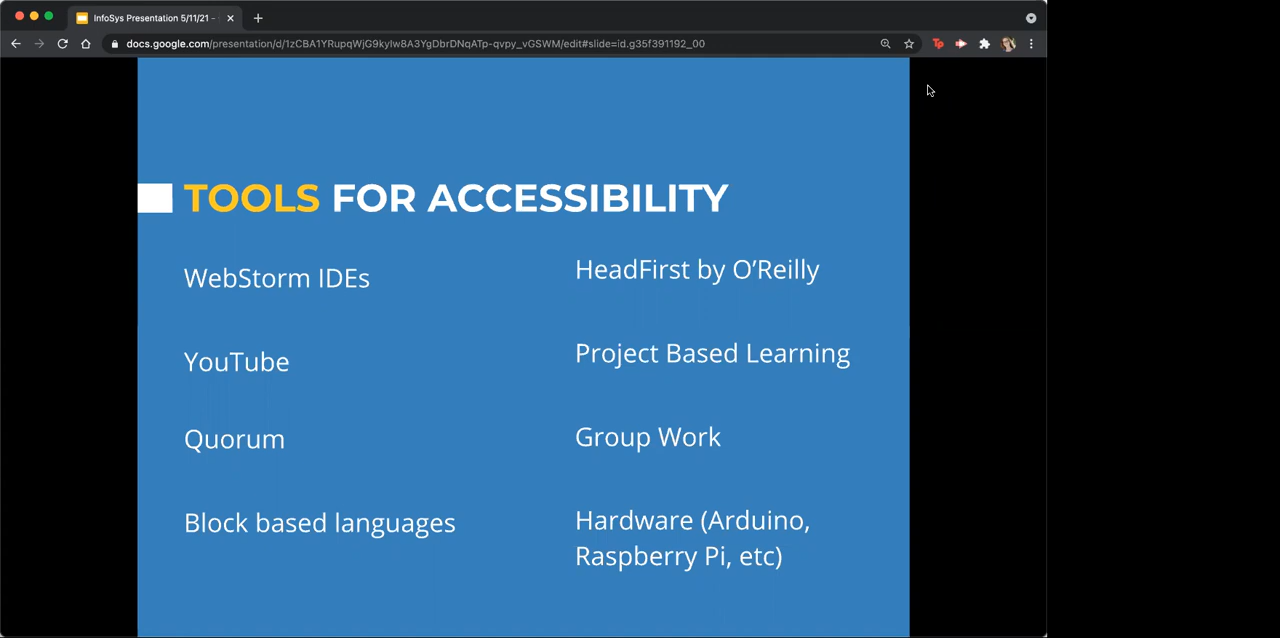 InfoSys Presentation 5/11/21 -
docs.google.com/presentation/d/1zCBA1YRupqWjG9kyIw8A3YgDbrDNqATp-qvpy_vGSWM/edit#slide=id.g35f391192_00
TOOLS FOR ACCESSIBILITY
WebStorm IDEs
YouTube
Quorum
Block based languages
HeadFirst by O’Reilly
Project Based Learning
Group Work
Hardware (Arduino,
Raspberry Pi, etc)